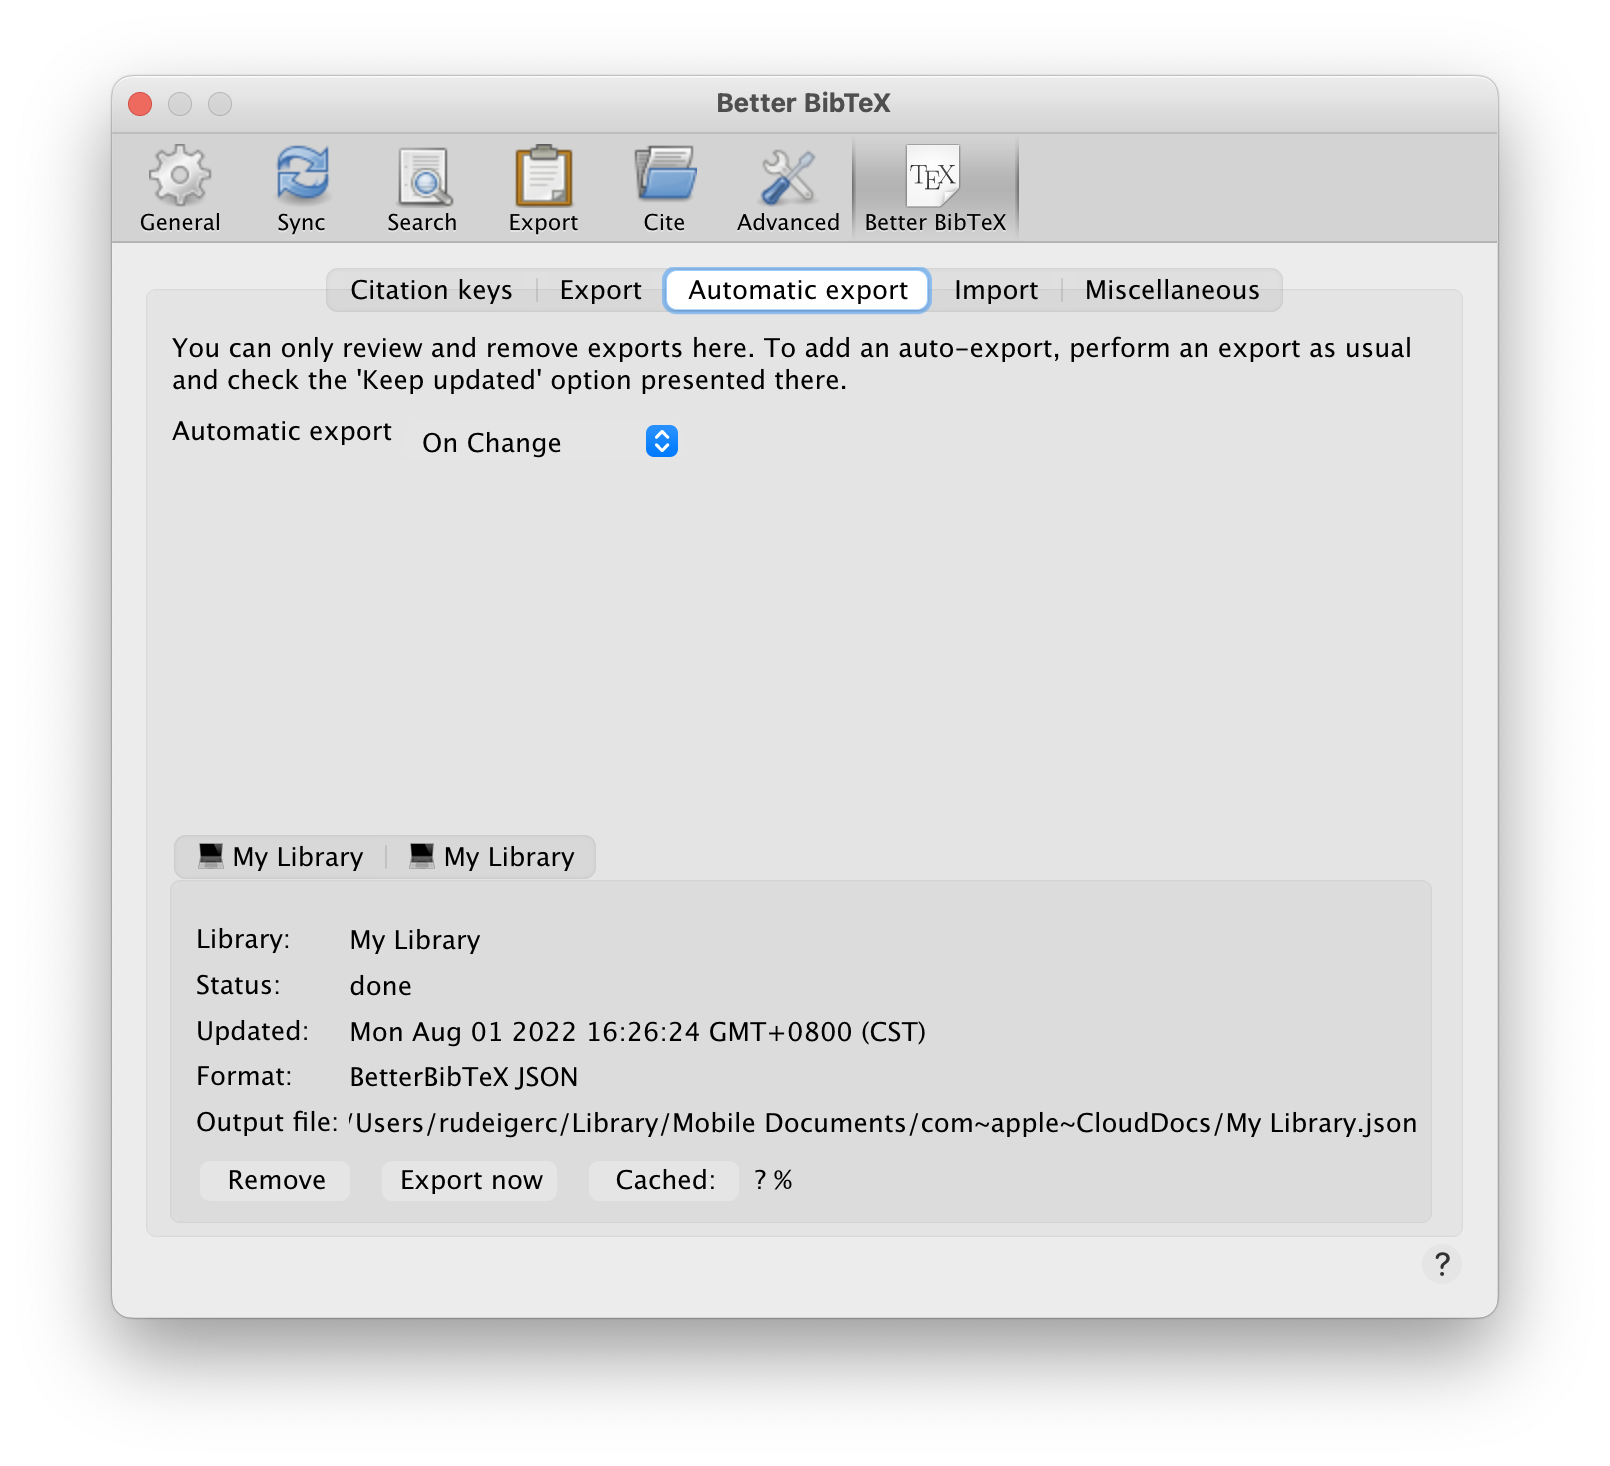 Better BibTeX
TEX
General
Sync
Search
Export
Cite
Advanced
Better BibTeX
Citation keys
Export
Automatic export
Import
Miscellaneous
You can only review and remove exports here. To add an auto-export, perform an export as usual
and check the 'Keep updated' option presented there.
Automatic export On Change
My Library
My Library
Library: My Library
Status: done
Updated: Mon Aug 01 2022 16:26:24 GMT+0800 (CST)
Format: BetterBibTeX JSON
Output file: /Users/rudeigerc/Library/Mobile Documents/com~apple~CloudDocs/My Library.json
Remove
Export now
Cached: ? %
?